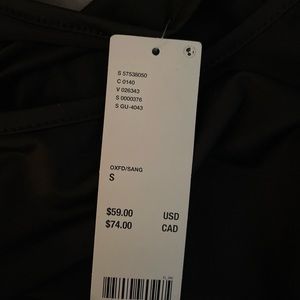 S 57538050
C 0140
V 026343
S 0000376
S GU-4043
OXFD/SANG
S
$59.00 USD
$74.00 CAD